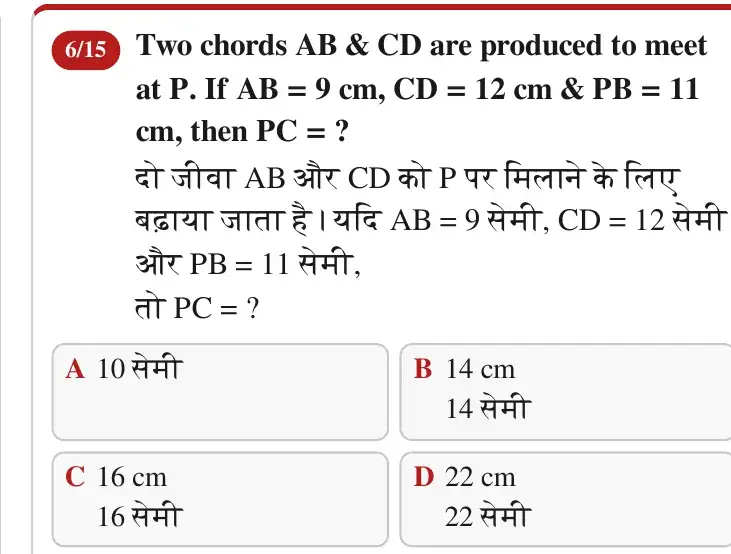 6/15 Two chords AB & CD are produced to meet
at P. If AB = 9 cm, CD = 12 cm & PB = 11
cm, then PC = ?
दो जीवा AB और CD को P पर मिलाने के लिए
बढ़ाया जाता है। यदि AB = 9 सेमी, CD = 12 सेमी
और PB = 11 सेमी,
तो PC = ?
A 10 सेमी
B 14 cm
14 सेमी
C 16 cm
16 सेमी
D 22 cm
22 सेमी